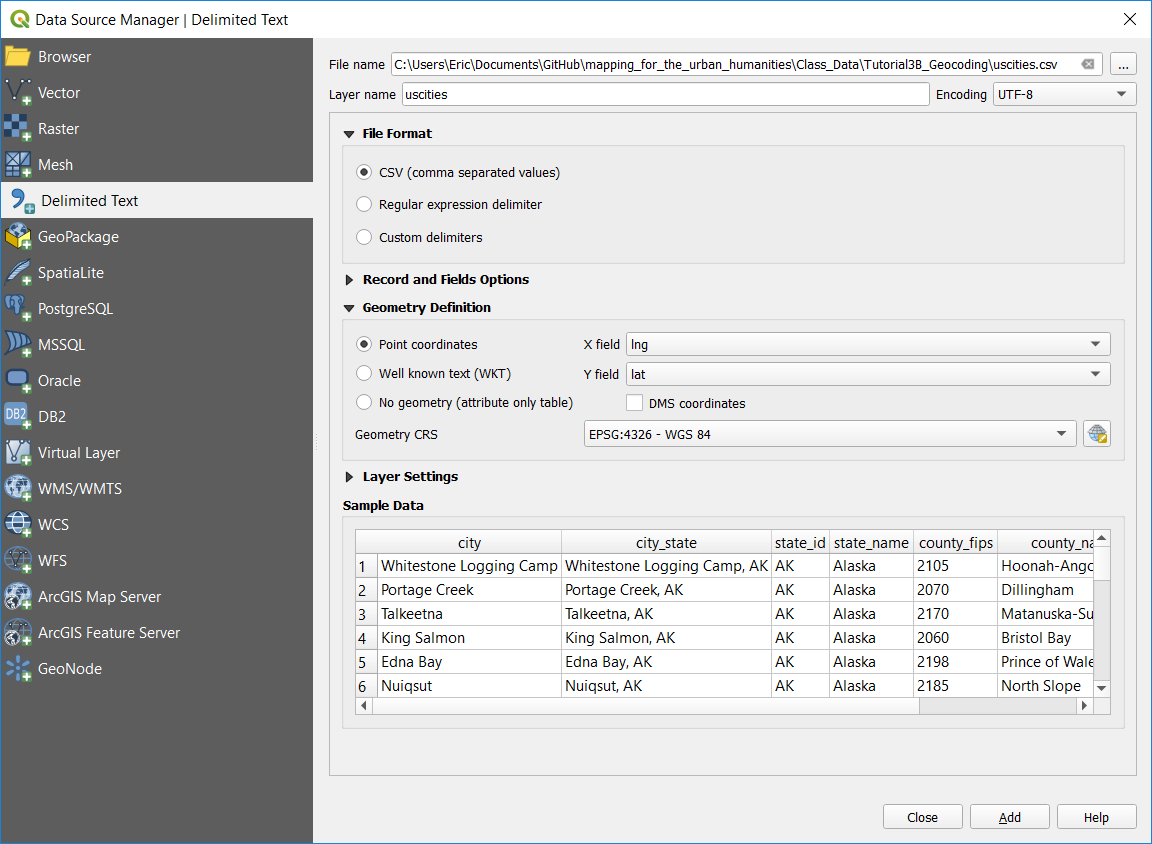 Data Source Manager | Delimited Text
Browser
Vector
Raster
Mesh
Delimited Text
GeoPackage
SpatiaLite
PostgreSQL
MSSQL
Oracle
DB2 DB2
Virtual Layer
WMS/WMTS
WCS
WFS
ArcGIS Map Server
ArcGIS Feature Server
GeoNode
File name C:\Users\Eric\Documents\GitHub\mapping_for_the_urban_humanities\Class_Data\Tutorial3B_Geocoding\uscities.csv ...
Layer name uscities Encoding UTF-8
File Format
CSV (comma separated values)
Regular expression delimiter
Custom delimiters
Record and Fields Options
Geometry Definition
Point coordinates X field lng
Well known text (WKT) Y field lat
No geometry (attribute only table) DMS coordinates
Geometry CRS EPSG:4326 - WGS 84
Layer Settings
Sample Data
city city_state state_id state_name county_fips county_na
1 Whitestone Logging Camp Whitestone Logging Camp, AK AK Alaska 2105 Hoonah-Ango
2 Portage Creek Portage Creek, AK AK Alaska 2070 Dillingham
3 Talkeetna Talkeetna, AK AK Alaska 2170 Matanuska-Su
4 King Salmon King Salmon, AK AK Alaska 2060 Bristol Bay
5 Edna Bay Edna Bay, AK AK Alaska 2198 Prince of Wale
6 Nuiqsut Nuiqsut, AK AK Alaska 2185 North Slope
Close Add Help